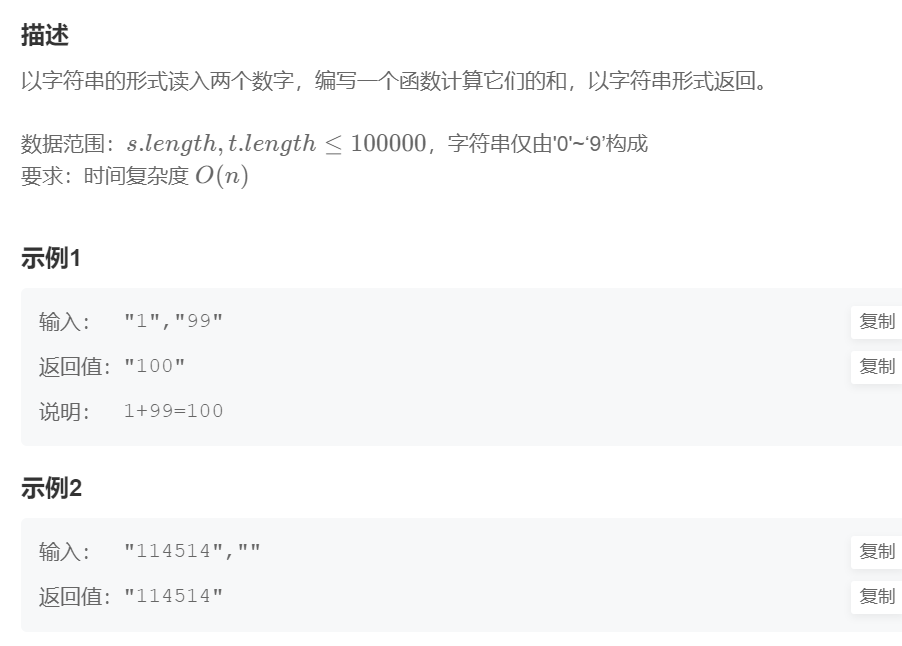 描述
以字符串的形式读入两个数字，编写一个函数计算它们的和，以字符串形式返回。
数据范围：s.length,t.length ≤ 100000，字符串仅由'0'~‘9’构成
要求：时间复杂度 O(n)
示例1
输入： "1","99" 复制
返回值： "100" 复制
说明： 1+99=100
示例2
输入： "114514","" 复制
返回值： "114514" 复制